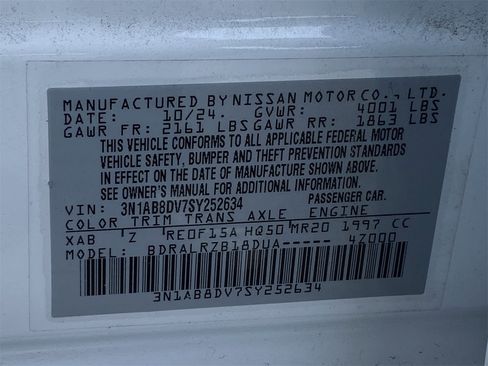 MANUFACTURED BY NISSAN MOTOR CO., LTD.
DATE: 10/24. GVWR: 4001 LBS
GAWR FR: 2161 LBS GAWR RR: 1863 LBS
THIS VEHICLE CONFORMS TO ALL APPLICABLE FEDERAL MOTOR
VEHICLE SAFETY, BUMPER AND THEFT PREVENTION STANDARDS
IN EFFECT ON THE DATE OF MANUFACTURE SHOWN ABOVE.
SEE OWNER'S MANUAL FOR ADDITIONAL INFORMATION.
VIN: 3N1AB8DV7SY252634 PASSENGER CAR.
COLOR TRIM TRANS AXLE ENGINE
XAB Z RE0F15A HQ50 MR20 1997 CC
MODEL: BDRALRZB18DUA----- 4Z000
3N1AB8DV7SY252634